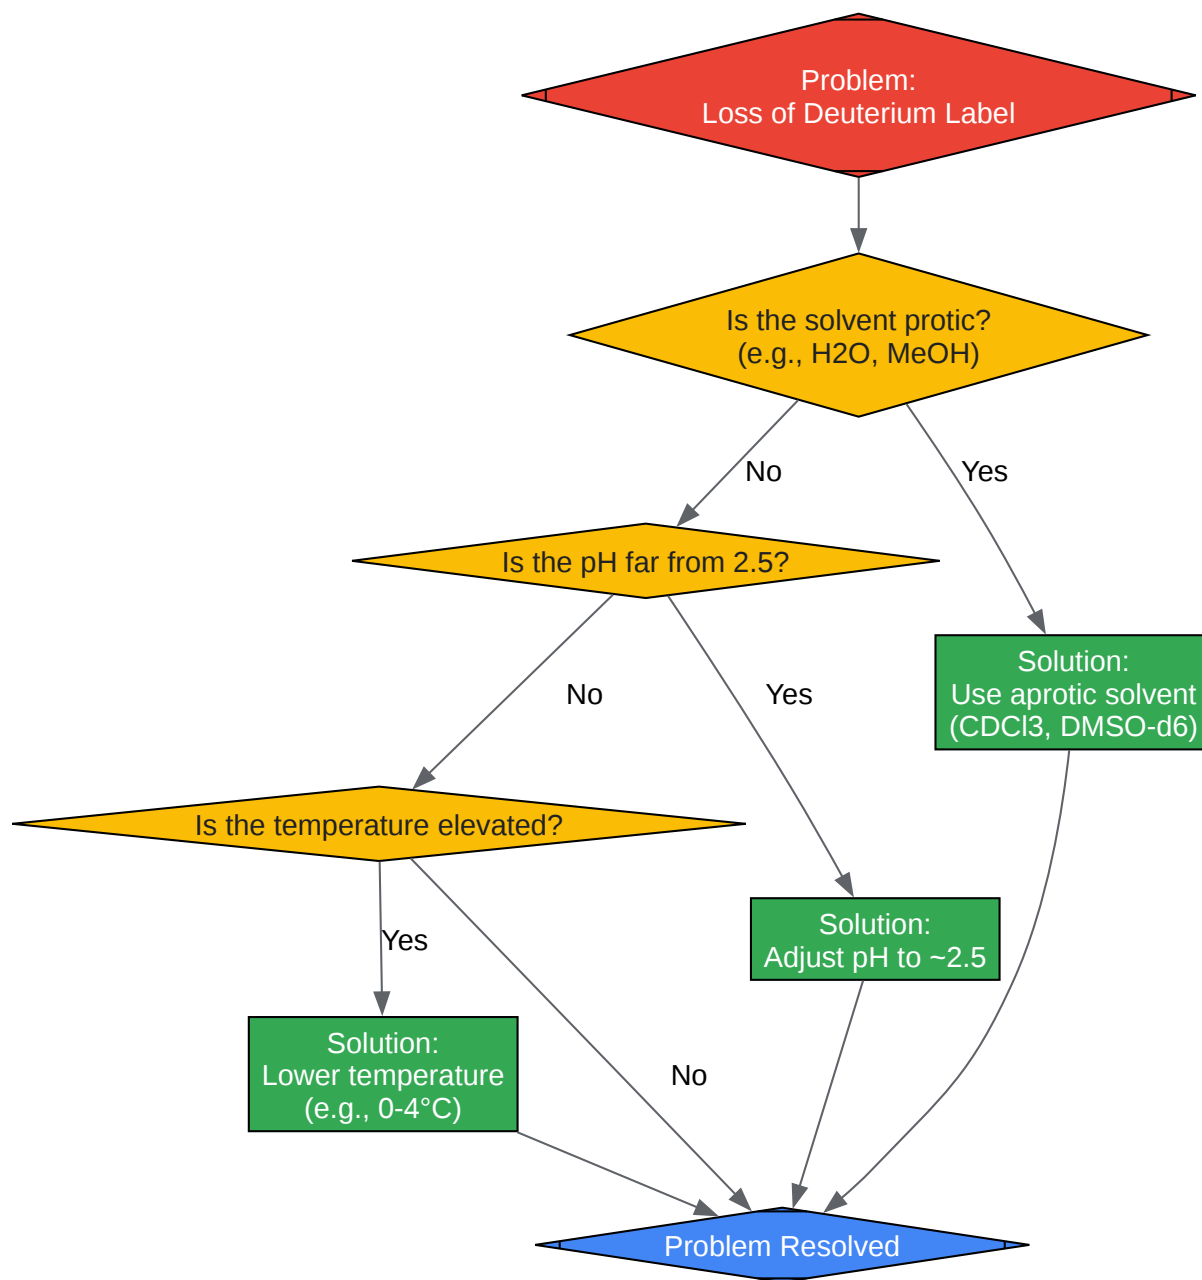 Problem:
Loss of Deuterium Label
Is the solvent protic?
(e.g., H2O, MeOH)
No
Yes
Is the pH far from 2.5?
No
Yes
Solution:
Use aprotic solvent
(CDCl3, DMSO-d6)
Is the temperature elevated?
Solution:
Adjust pH to ~2.5
Yes
Solution:
Lower temperature
(e.g., 0-4°C)
No
Problem Resolved